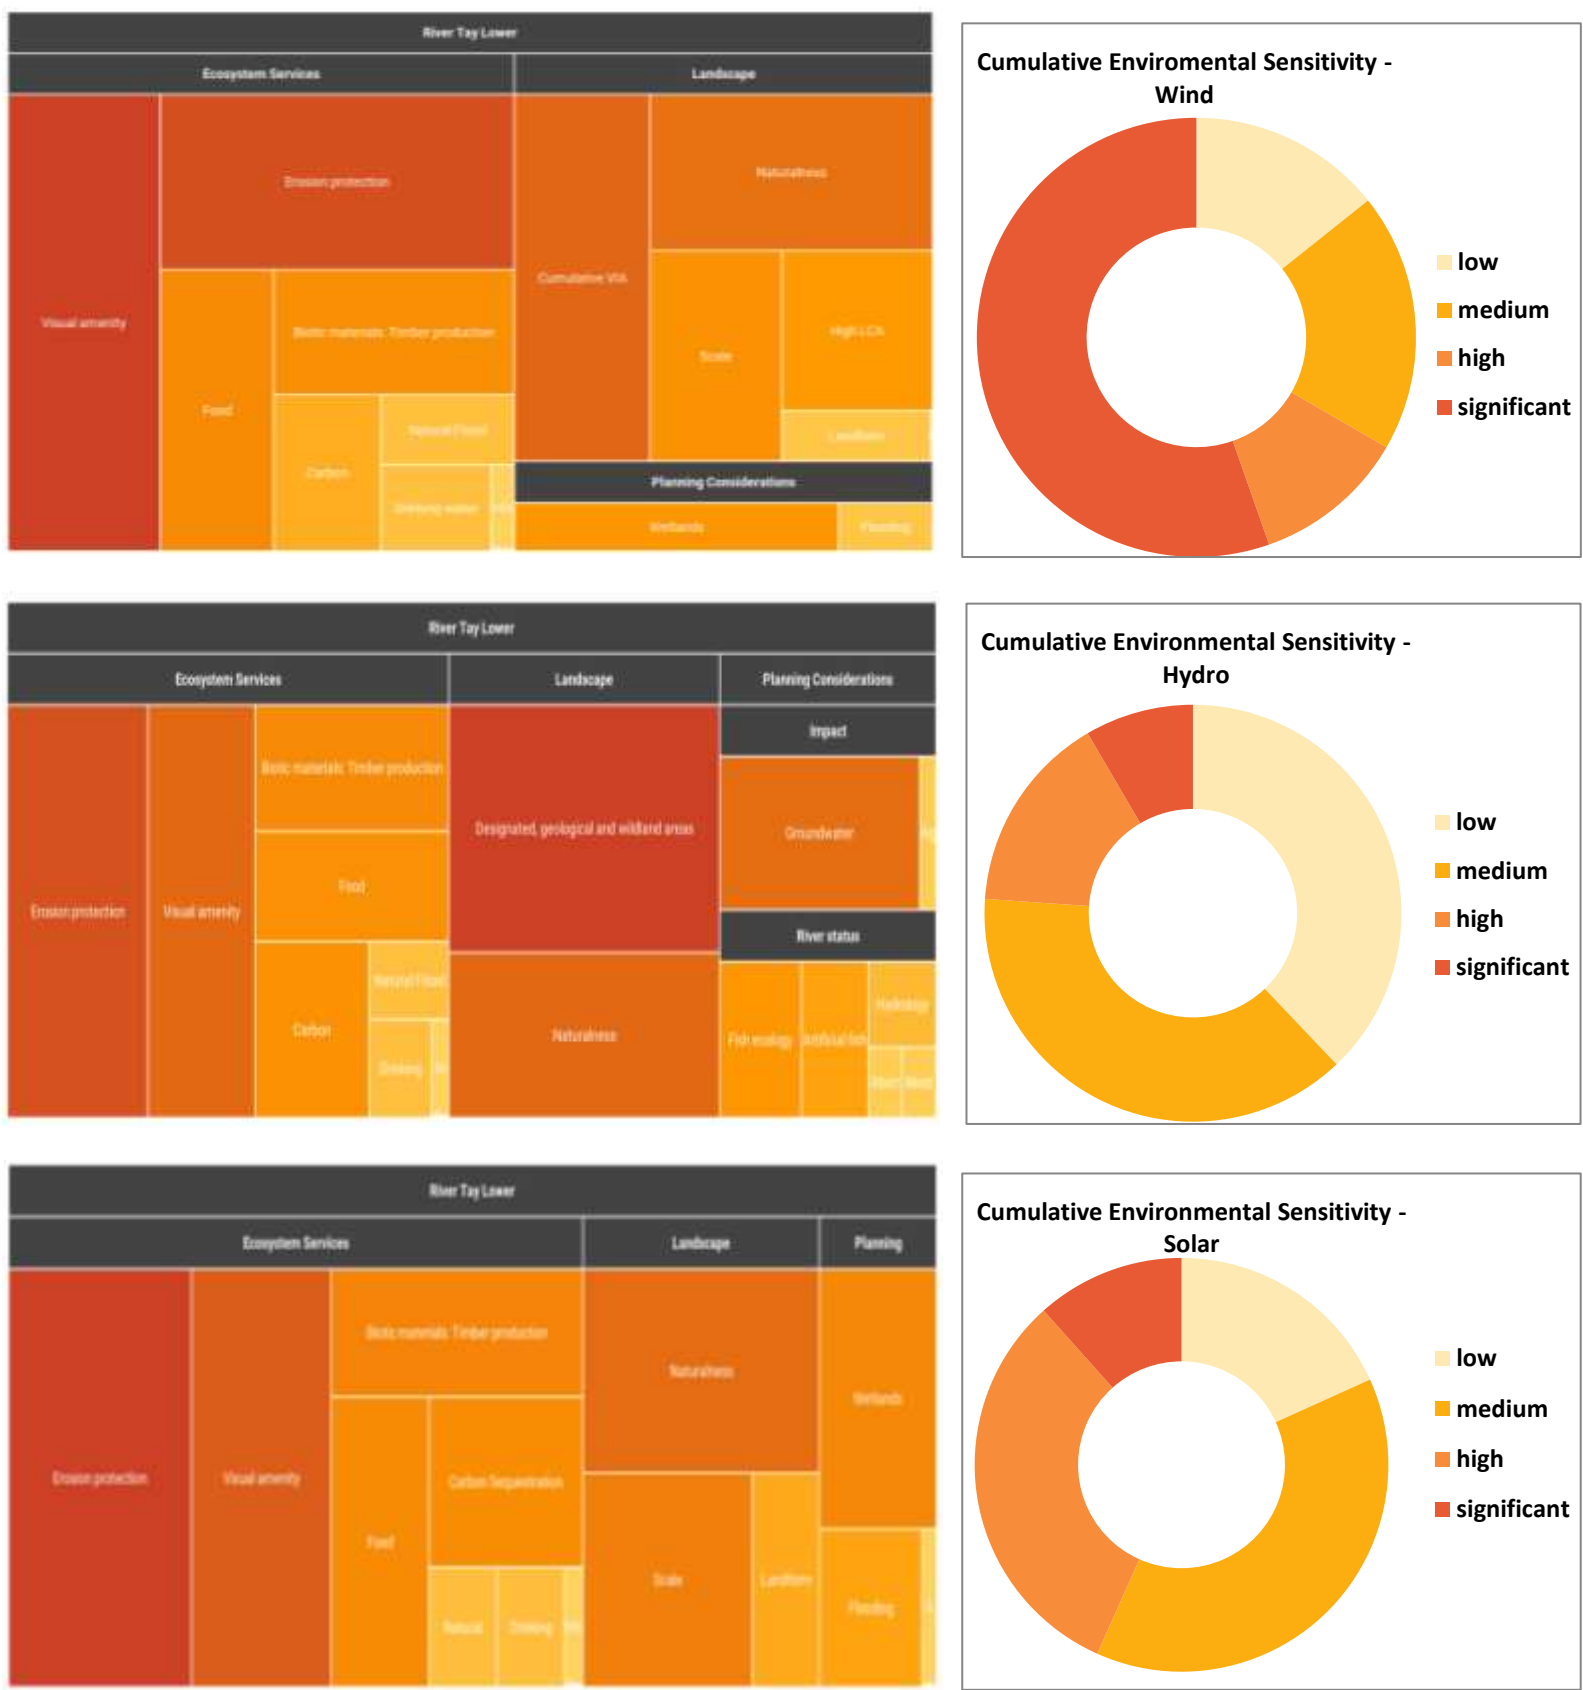 River Tay Lower
Ecosystem Services
Landscape
Visual amenity
Erosion protection
Food
Biotic materials: Timber production
Carbon
Natural Flood
Drinking water
Cumulative VIA
Naturalness
Scale
High LCA
Landform
Planning Considerations
Wetlands
Flooding
Cumulative Enviromental Sensitivity -
Wind
low
medium
high
significant
River Tay Lower
Ecosystem Services
Landscape
Planning Considerations
Erosion protection
Visual amenity
Biotic materials: Timber production
Food
Carbon
Natural Flood
Drinking
Designated, geological and wildland areas
Naturalness
Impact
Groundwater
River status
Fish ecology
Artificial fish
Hydrology
Cumulative Environmental Sensitivity -
Hydro
low
medium
high
significant
River Tay Lower
Ecosystem Services
Landscape
Planning
Erosion protection
Visual amenity
Biotic materials: Timber production
Food
Carbon Sequestration
Natural
Drinking
Naturalness
Scale
Landform
Wetlands
Flooding
Cumulative Environmental Sensitivity -
Solar
low
medium
high
significant